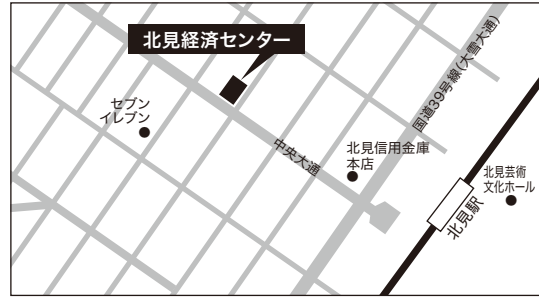 北見経済センター
セブン
イレブン
中央大通
国道39号線(大雪大通)
北見信用金庫
本店
北見駅
北見芸術
文化ホール